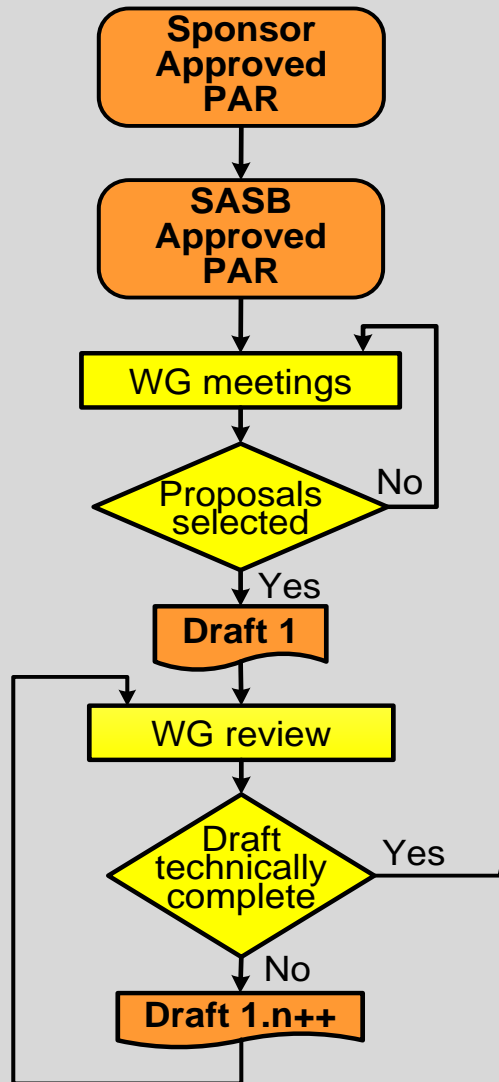 Sponsor
Approved
PAR
SASB
Approved
PAR
WG meetings
Proposals
selected
No
Yes
Draft 1
WG review
Draft
technically
complete
Yes
No
Draft 1.n++